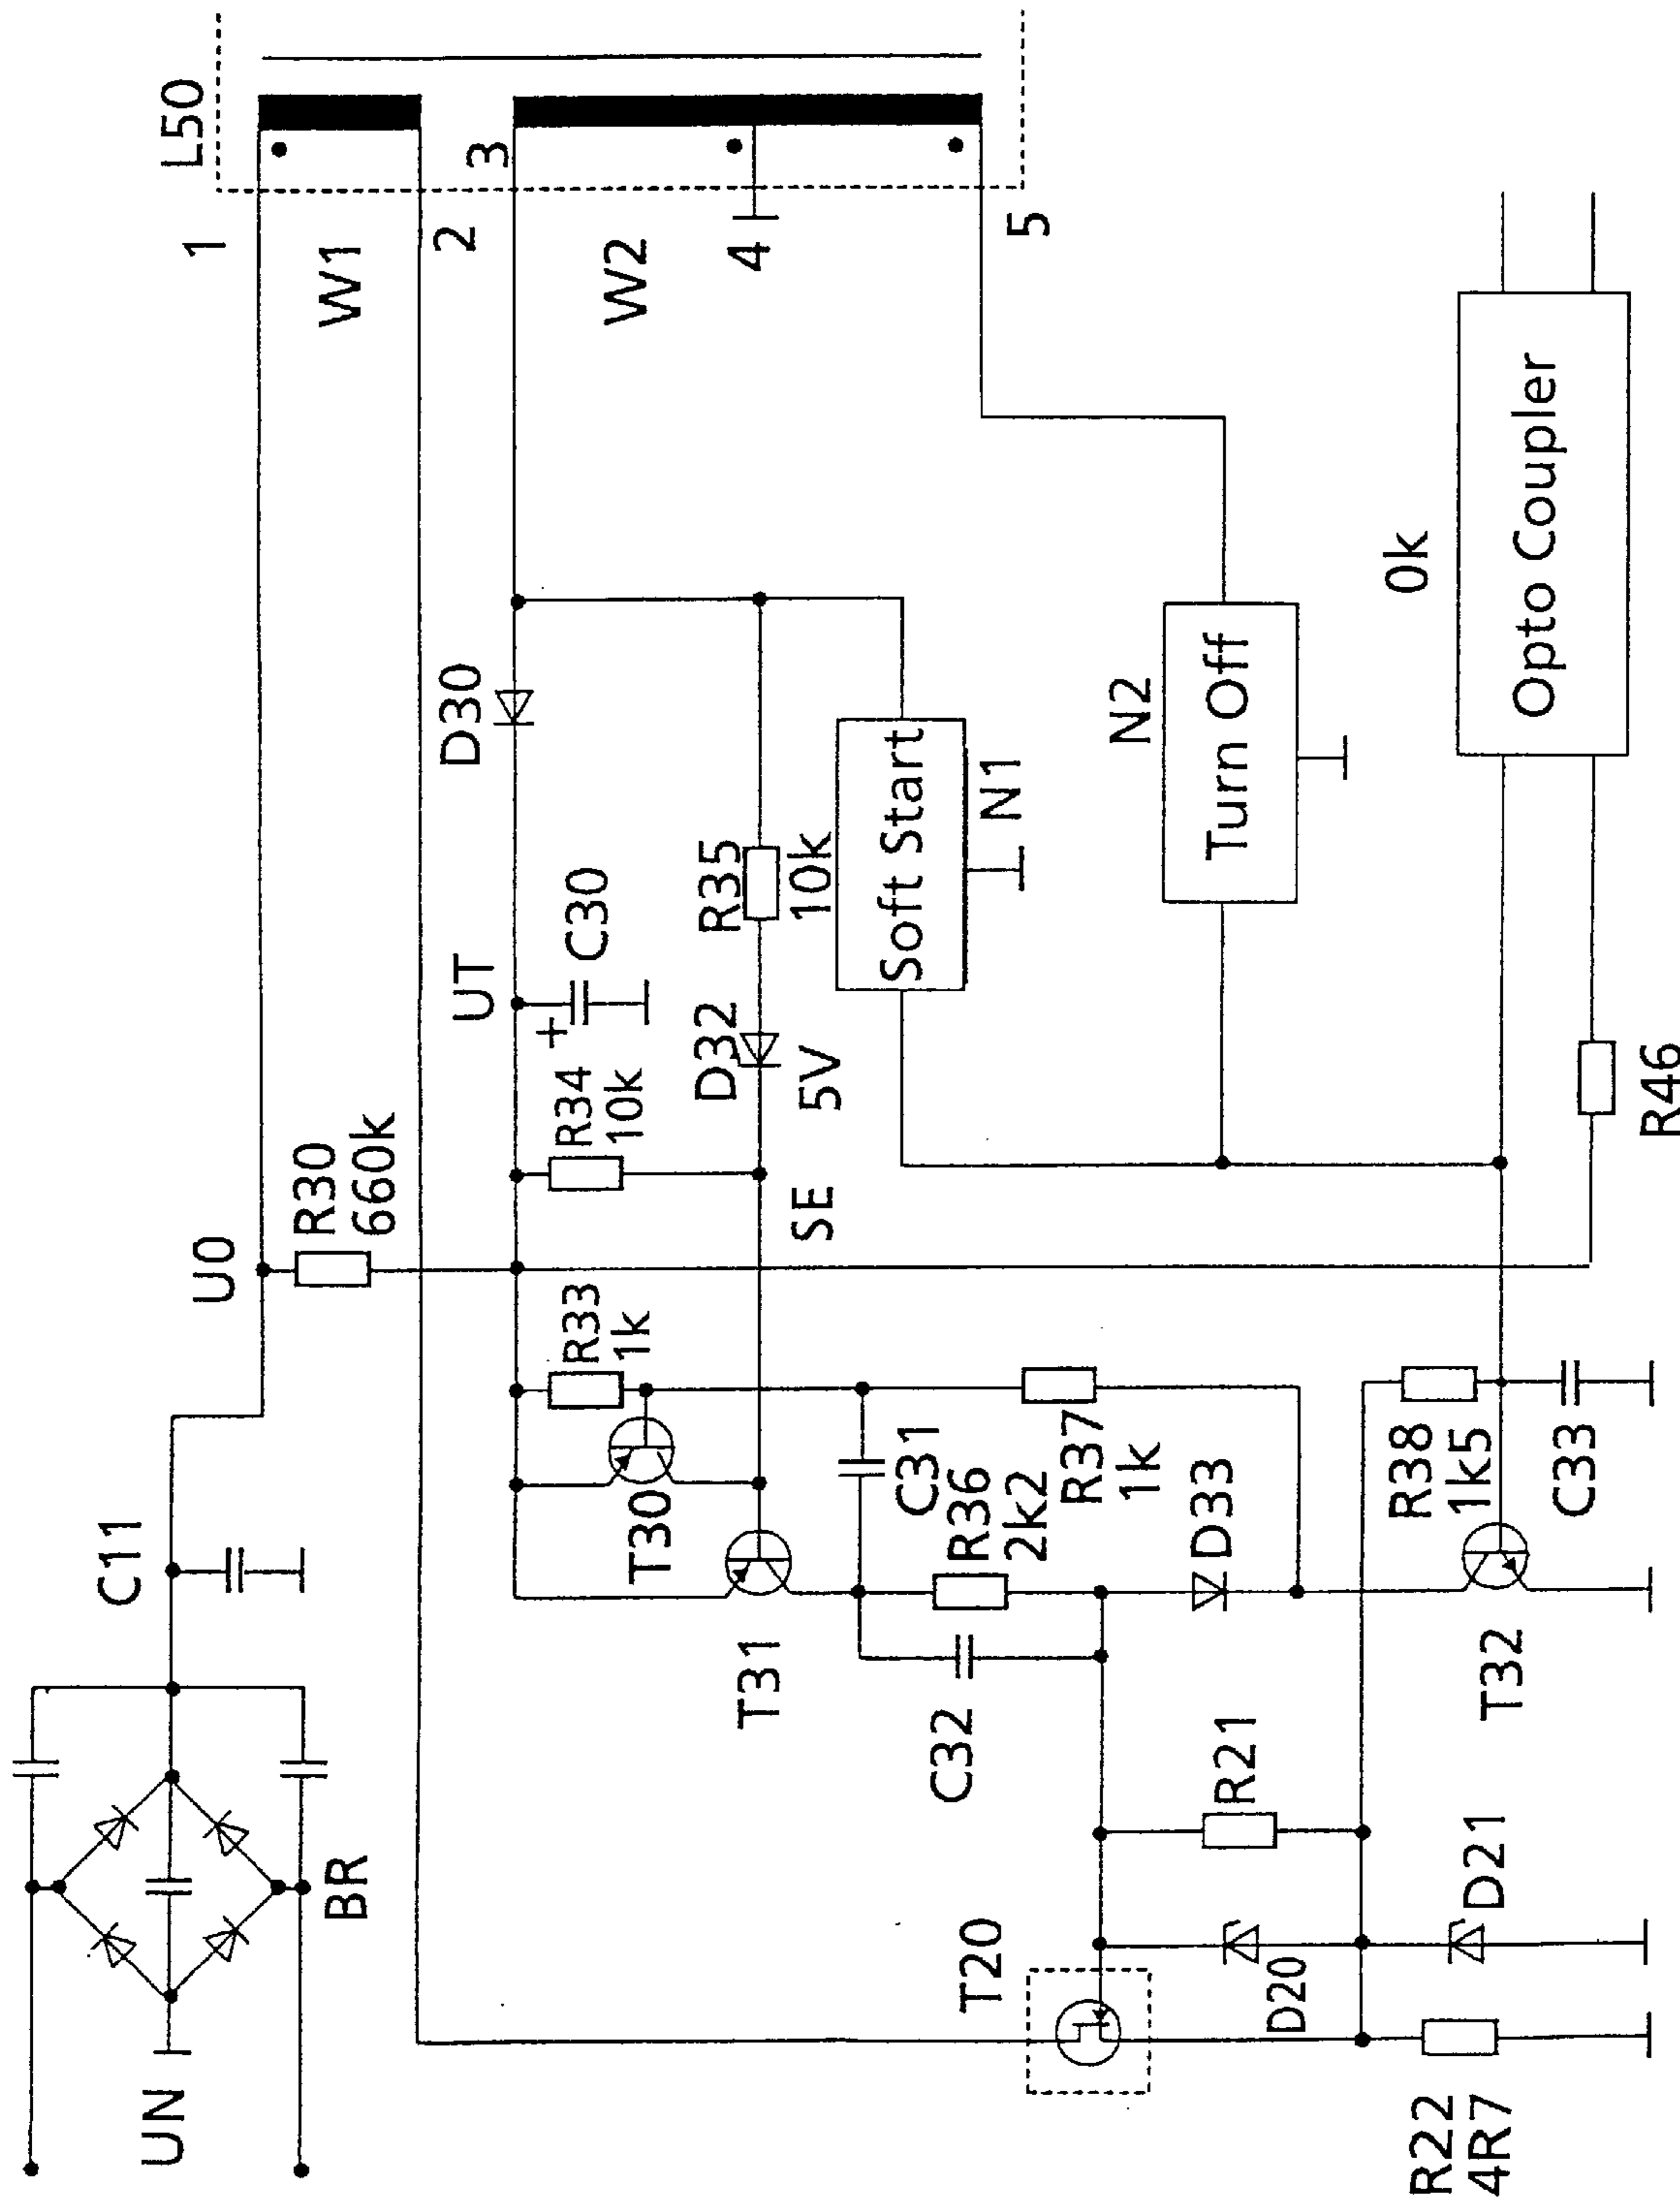 UN
BR
C11
U0
R30
660k
1
L50
W1
2
3
W2
4
5
D30
UT
C30
+
R34
10k
R33
1k
T30
D32
5V
R35
10k
SE
T31
Soft Start
N1
C31
R36
2k2
R37
1k
C32
D33
N2
Turn Off
T20
R21
D20
D21
R22
4R7
R38
1k5
C33
T32
0k
Opto Coupler
R46